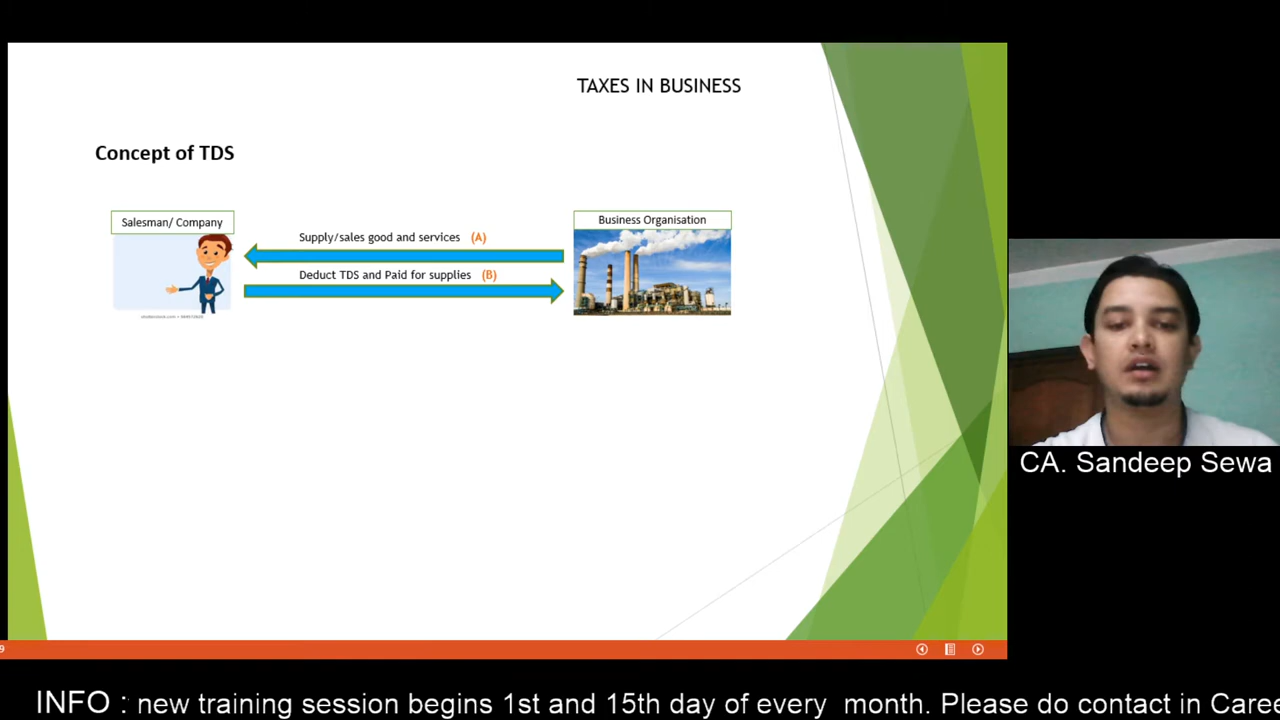 TAXES IN BUSINESS
Concept of TDS
Salesman/ Company
Business Organisation
Supply/sales good and services (A)
Deduct TDS and Paid for supplies (B)
CA. Sandeep Sewa
9
INFO : new training session begins 1st and 15th day of every month. Please do contact in Caree